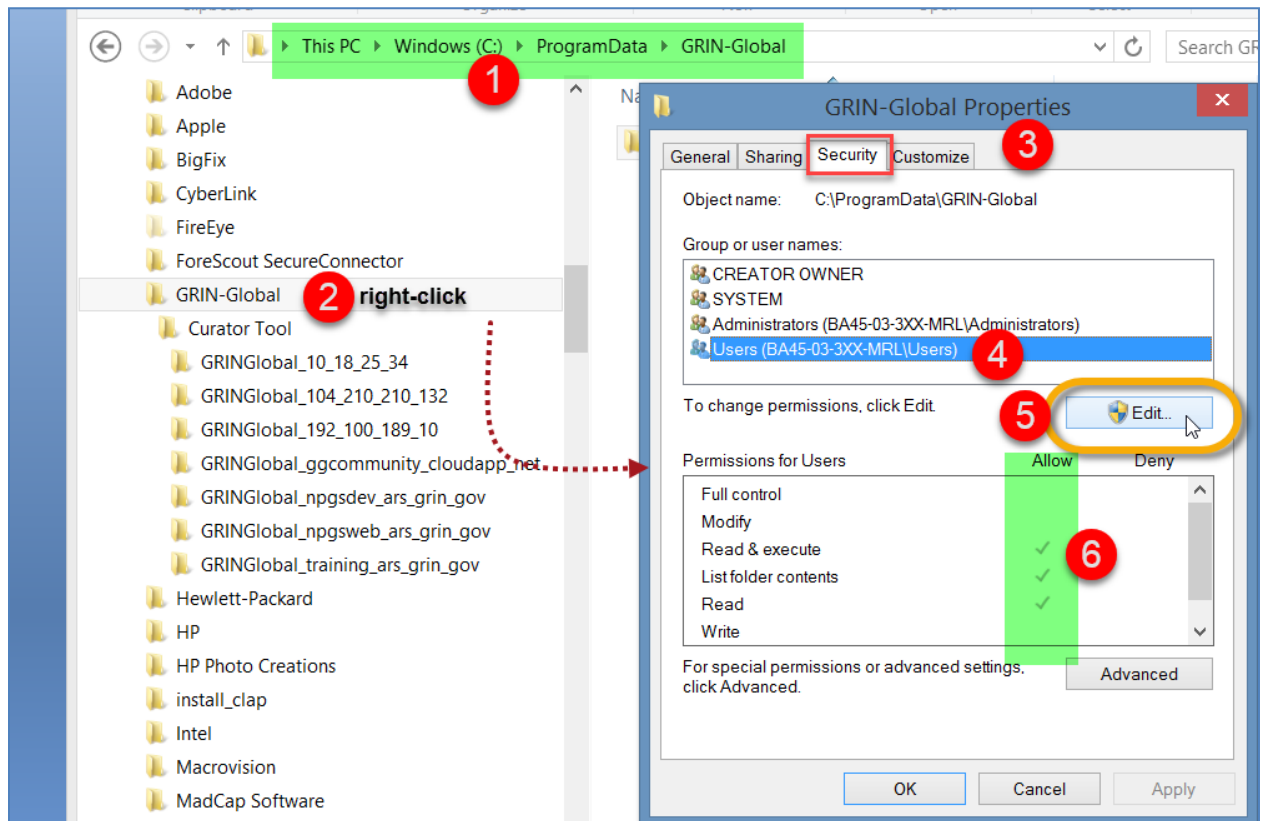 This PC Windows (C:) ProgramData GRIN-Global
Search GR
1
Adobe
Apple
BigFix
CyberLink
FireEye
ForeScout SecureConnector
GRIN-Global
2 right-click
Curator Tool
GRINGlobal_10_18_25_34
GRINGlobal_104_210_210_132
GRINGlobal_192_100_189_10
GRINGlobal_ggcommunity_cloudapp_net
GRINGlobal_npgsdev_ars_grin_gov
GRINGlobal_npgsweb_ars_grin_gov
GRINGlobal_training_ars_grin_gov
Hewlett-Packard
HP
HP Photo Creations
install_clap
Intel
Macrovision
MadCap Software
Na
GRIN-Global Properties
General Sharing Security Customize
3
Object name: C:\ProgramData\GRIN-Global
Group or user names:
CREATOR OWNER
SYSTEM
Administrators (BA45-03-3XX-MRL\Administrators)
Users (BA45-03-3XX-MRL\Users)
4
To change permissions, click Edit.
5
Edit...
Permissions for Users Allow Deny
Full control
Modify
Read & execute
6
List folder contents
Read
Write
For special permissions or advanced settings,
click Advanced.
Advanced
OK Cancel Apply